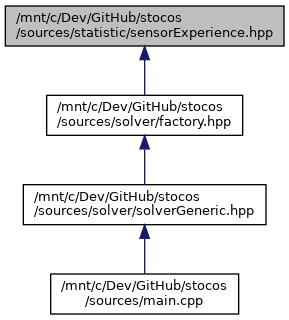 /mnt/c/Dev/GitHub/stocos
/sources/statistic/sensorExperience.hpp
/mnt/c/Dev/GitHub/stocos
/sources/solver/factory.hpp
/mnt/c/Dev/GitHub/stocos
/sources/solver/solverGeneric.hpp
/mnt/c/Dev/GitHub/stocos
/sources/main.cpp